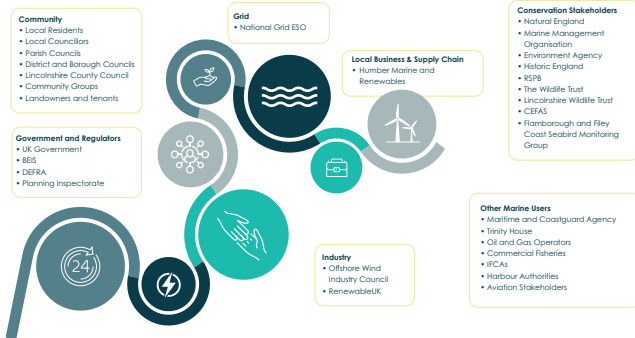 Community
• Local Residents
• Local Councillors
• Parish Councils
• District and Borough Councils
• Lincolnshire County Council
• Community Groups
• Landowners and tenants
Grid
• National Grid ESO
Local Business & Supply Chain
• Humber Marine and
Renewables
Conservation Stakeholders
• Natural England
• Marine Management
Organisation
• Environment Agency
• Historic England
• RSPB
• The Wildlife Trust
• Lincolnshire Wildlife Trust
• CEFAS
• Flamborough and Filey
Coast Seabird Monitoring
Group
Government and Regulators
• UK Government
• BEIS
• DEFRA
• Planning Inspectorate
24
Industry
• Offshore Wind
Industry Council
• RenewableUK
Other Marine Users
• Maritime and Coastguard Agency
• Trinity House
• Oil and Gas Operators
• Commercial Fisheries
• IFCAs
• Harbour Authorities
• Aviation Stakeholders